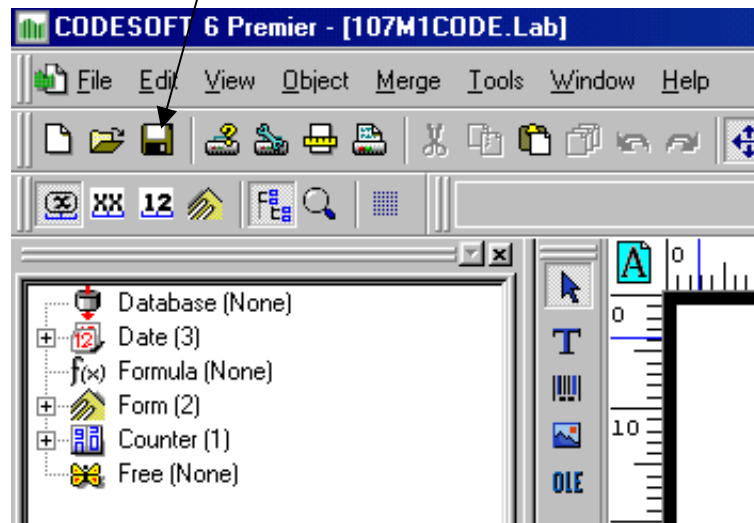 CODESOFT 6 Premier - [107M1CODE.Lab]
File Edit View Object Merge Tools Window Help
XX 12
Database (None)
Date (3)
Formula (None)
Form (2)
Counter (1)
Free (None)
A 0
0
T
10
OLE
12
f(x)